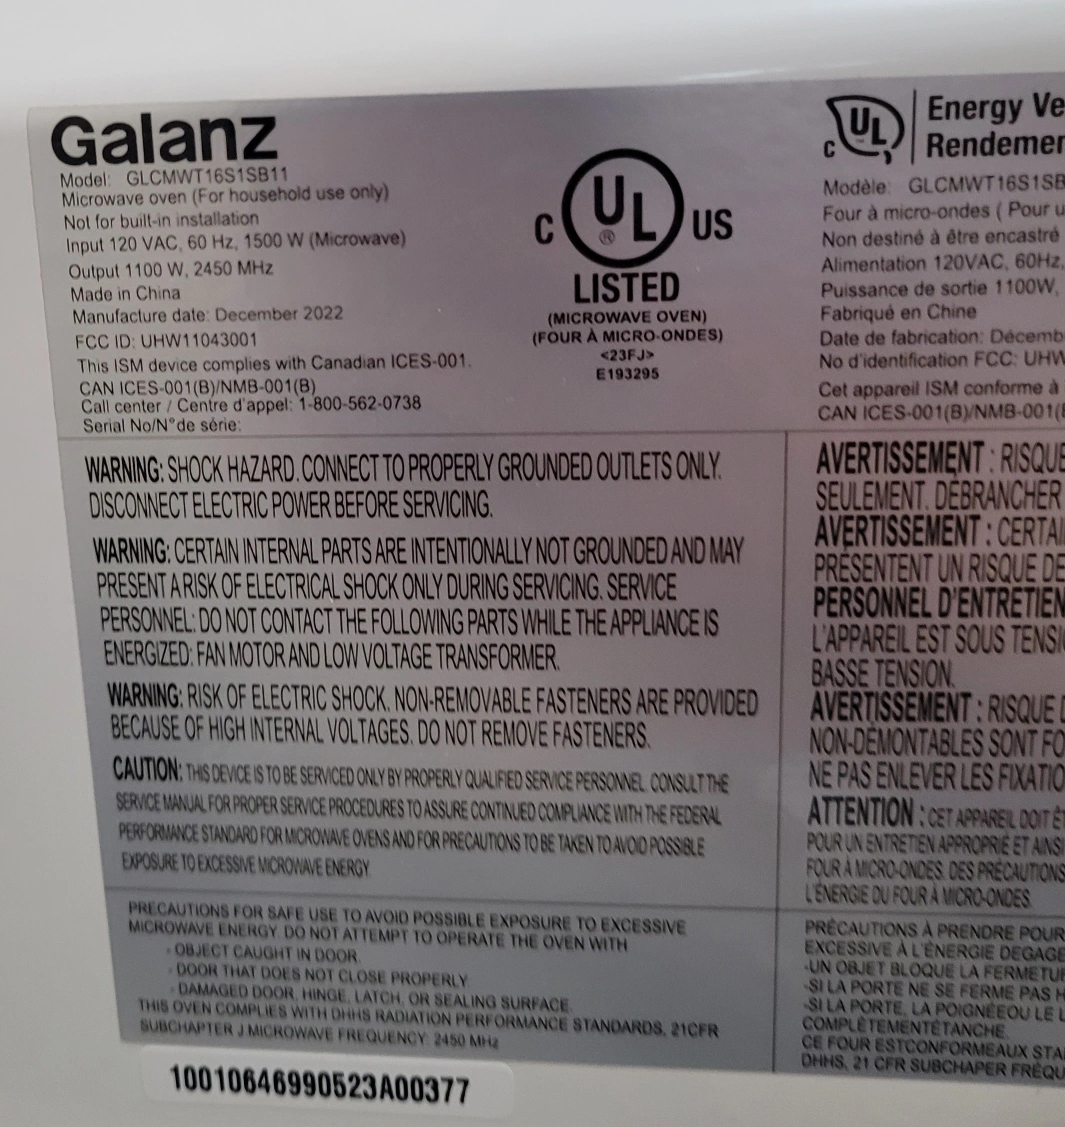 Galanz
Model: GLCMWT16S1SB11
Microwave oven (For household use only)
Not for built-in installation
Input 120 VAC, 60 Hz, 1500 W (Microwave)
Output 1100 W, 2450 MHz
Made in China
Manufacture date: December 2022
FCC ID: UHW11043001
This ISM device complies with Canadian ICES-001.
CAN ICES-001(B)/NMB-001(B)
Call center / Centre d'appel: 1-800-562-0738
Serial No/N°de série:
C UL ® US
LISTED
(MICROWAVE OVEN)
(FOUR À MICRO-ONDES)
<23FJ>
E193295
C UL
Energy Ve
Rendemen
Modèle: GLCMWT16S1SB
Four à micro-ondes ( Pour u
Non destiné à être encastré
Alimentation 120VAC, 60Hz,
Puissance de sortie 1100W,
Fabriqué en Chine
Date de fabrication: Décemb
No d'identification FCC: UHW
Cet appareil ISM conforme à
CAN ICES-001(B)/NMB-001(B
WARNING: SHOCK HAZARD. CONNECT TO PROPERLY GROUNDED OUTLETS ONLY.
DISCONNECT ELECTRIC POWER BEFORE SERVICING.
WARNING: CERTAIN INTERNAL PARTS ARE INTENTIONALLY NOT GROUNDED AND MAY
PRESENT A RISK OF ELECTRICAL SHOCK ONLY DURING SERVICING. SERVICE
PERSONNEL: DO NOT CONTACT THE FOLLOWING PARTS WHILE THE APPLIANCE IS
ENERGIZED: FAN MOTOR AND LOW VOLTAGE TRANSFORMER.
WARNING: RISK OF ELECTRIC SHOCK. NON-REMOVABLE FASTENERS ARE PROVIDED
BECAUSE OF HIGH INTERNAL VOLTAGES. DO NOT REMOVE FASTENERS.
CAUTION: THIS DEVICE IS TO BE SERVICED ONLY BY PROPERLY QUALIFIED SERVICE PERSONNEL. CONSULT THE
SERVICE MANUAL FOR PROPER SERVICE PROCEDURES TO ASSURE CONTINUED COMPLIANCE WITH THE FEDERAL
PERFORMANCE STANDARD FOR MICROWAVE OVENS AND FOR PRECAUTIONS TO BE TAKEN TO AVOID POSSIBLE
EXPOSURE TO EXCESSIVE MICROWAVE ENERGY.
AVERTISSEMENT : RISQUE
SEULEMENT. DÉBRANCHER
AVERTISSEMENT : CERTAI
PRÉSENTENT UN RISQUE DE
PERSONNEL D'ENTRETIEN
L'APPAREIL EST SOUS TENSI
BASSE TENSION.
AVERTISSEMENT : RISQUE D
NON-DÉMONTABLES SONT FO
NE PAS ENLEVER LES FIXATIO
ATTENTION : CET APPAREIL DOIT ÊT
POUR UN ENTRETIEN APPROPRIÉ ET AINSI
FOUR À MICRO-ONDES. DES PRÉCAUTIONS
L'ÉNERGIE DU FOUR À MICRO-ONDES.
PRECAUTIONS FOR SAFE USE TO AVOID POSSIBLE EXPOSURE TO EXCESSIVE
MICROWAVE ENERGY. DO NOT ATTEMPT TO OPERATE THE OVEN WITH
- OBJECT CAUGHT IN DOOR.
- DOOR THAT DOES NOT CLOSE PROPERLY.
- DAMAGED DOOR, HINGE, LATCH, OR SEALING SURFACE.
THIS OVEN COMPLIES WITH DHHS RADIATION PERFORMANCE STANDARDS, 21CFR
SUBCHAPTER J.MICROWAVE FREQUENCY: 2450 MHz
PRÉCAUTIONS À PRENDRE POUR
EXCESSIVE À L'ÉNERGIE DEGAGE
-UN OBJET BLOQUE LA FERMETUR
-SI LA PORTE NE SE FERME PAS H
-SI LA PORTE, LA POIGNÉEOU LE L
COMPLÈTEMENTÉTANCHE.
CE FOUR ESTCONFORMEAUX STA
DHHS, 21 CFR SUBCHAPER FRÉQU
10010646990523A00377